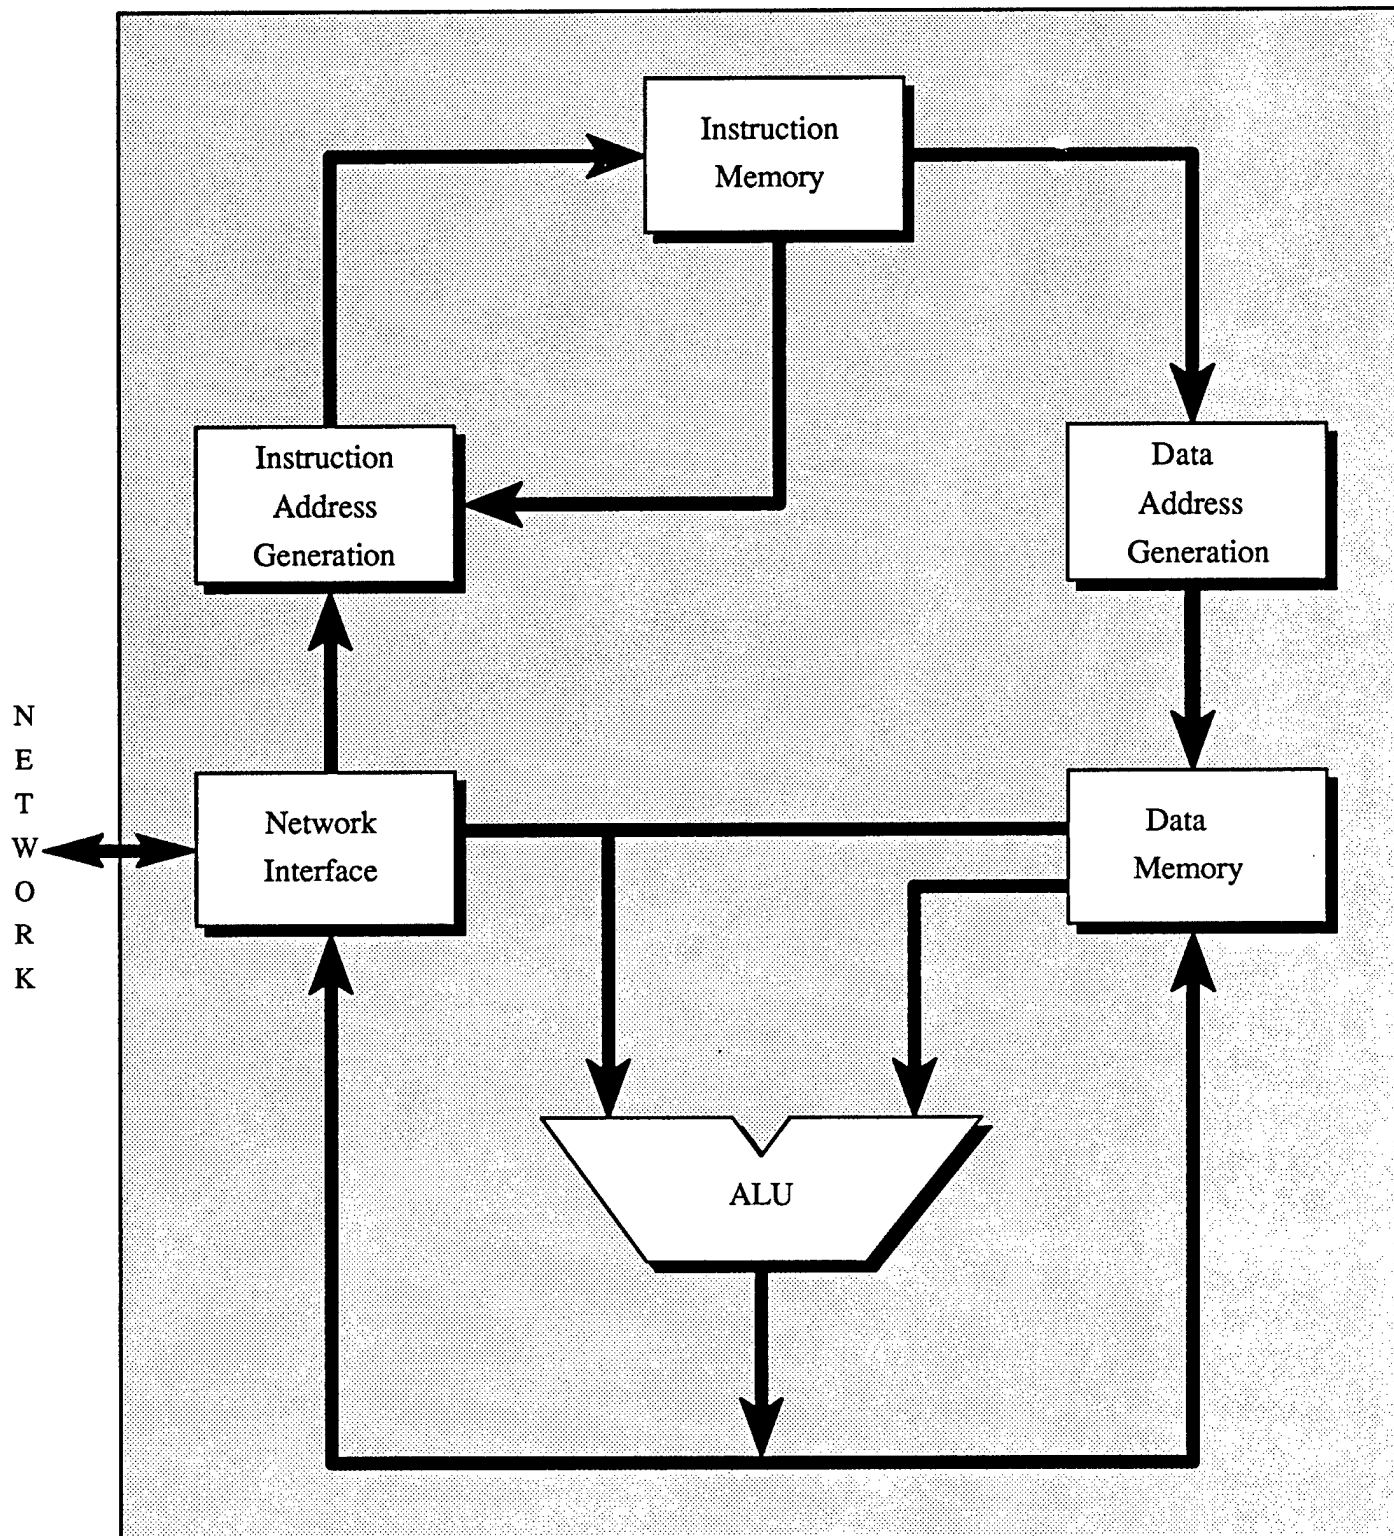 Instruction
Memory
Instruction
Address
Generation
Data
Address
Generation
N
E
T
W
O
R
K
Network
Interface
Data
Memory
ALU